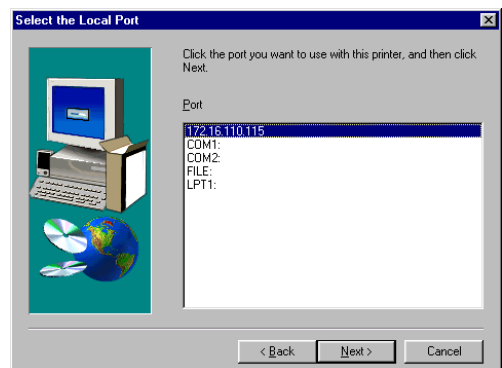 Select the Local Port
Click the port you want to use with this printer, and then click
Next.
Port
172.16.110.115
COM1:
COM2:
FILE:
LPT1:
< Back
Next >
Cancel